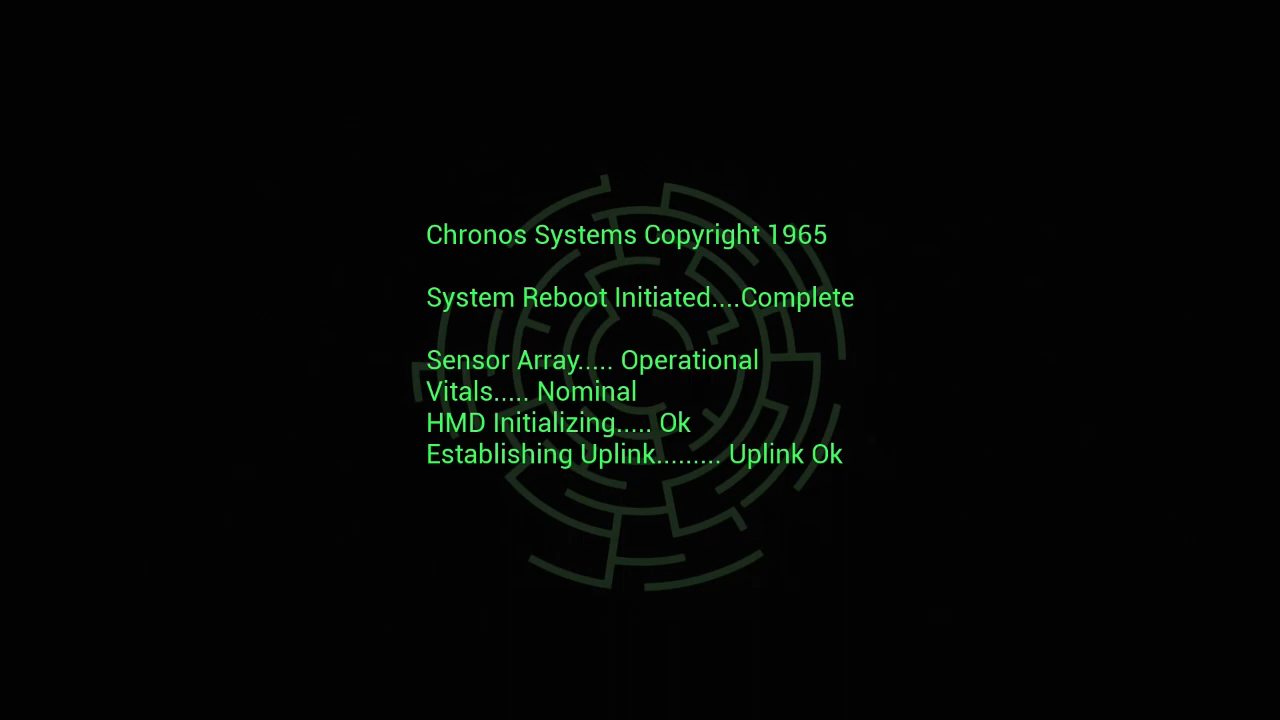 Chronos Systems Copyright 1965
System Reboot Initiated....Complete
Sensor Array..... Operational
Vitals..... Nominal
HMD Initializing..... Ok
Establishing Uplink......... Uplink Ok